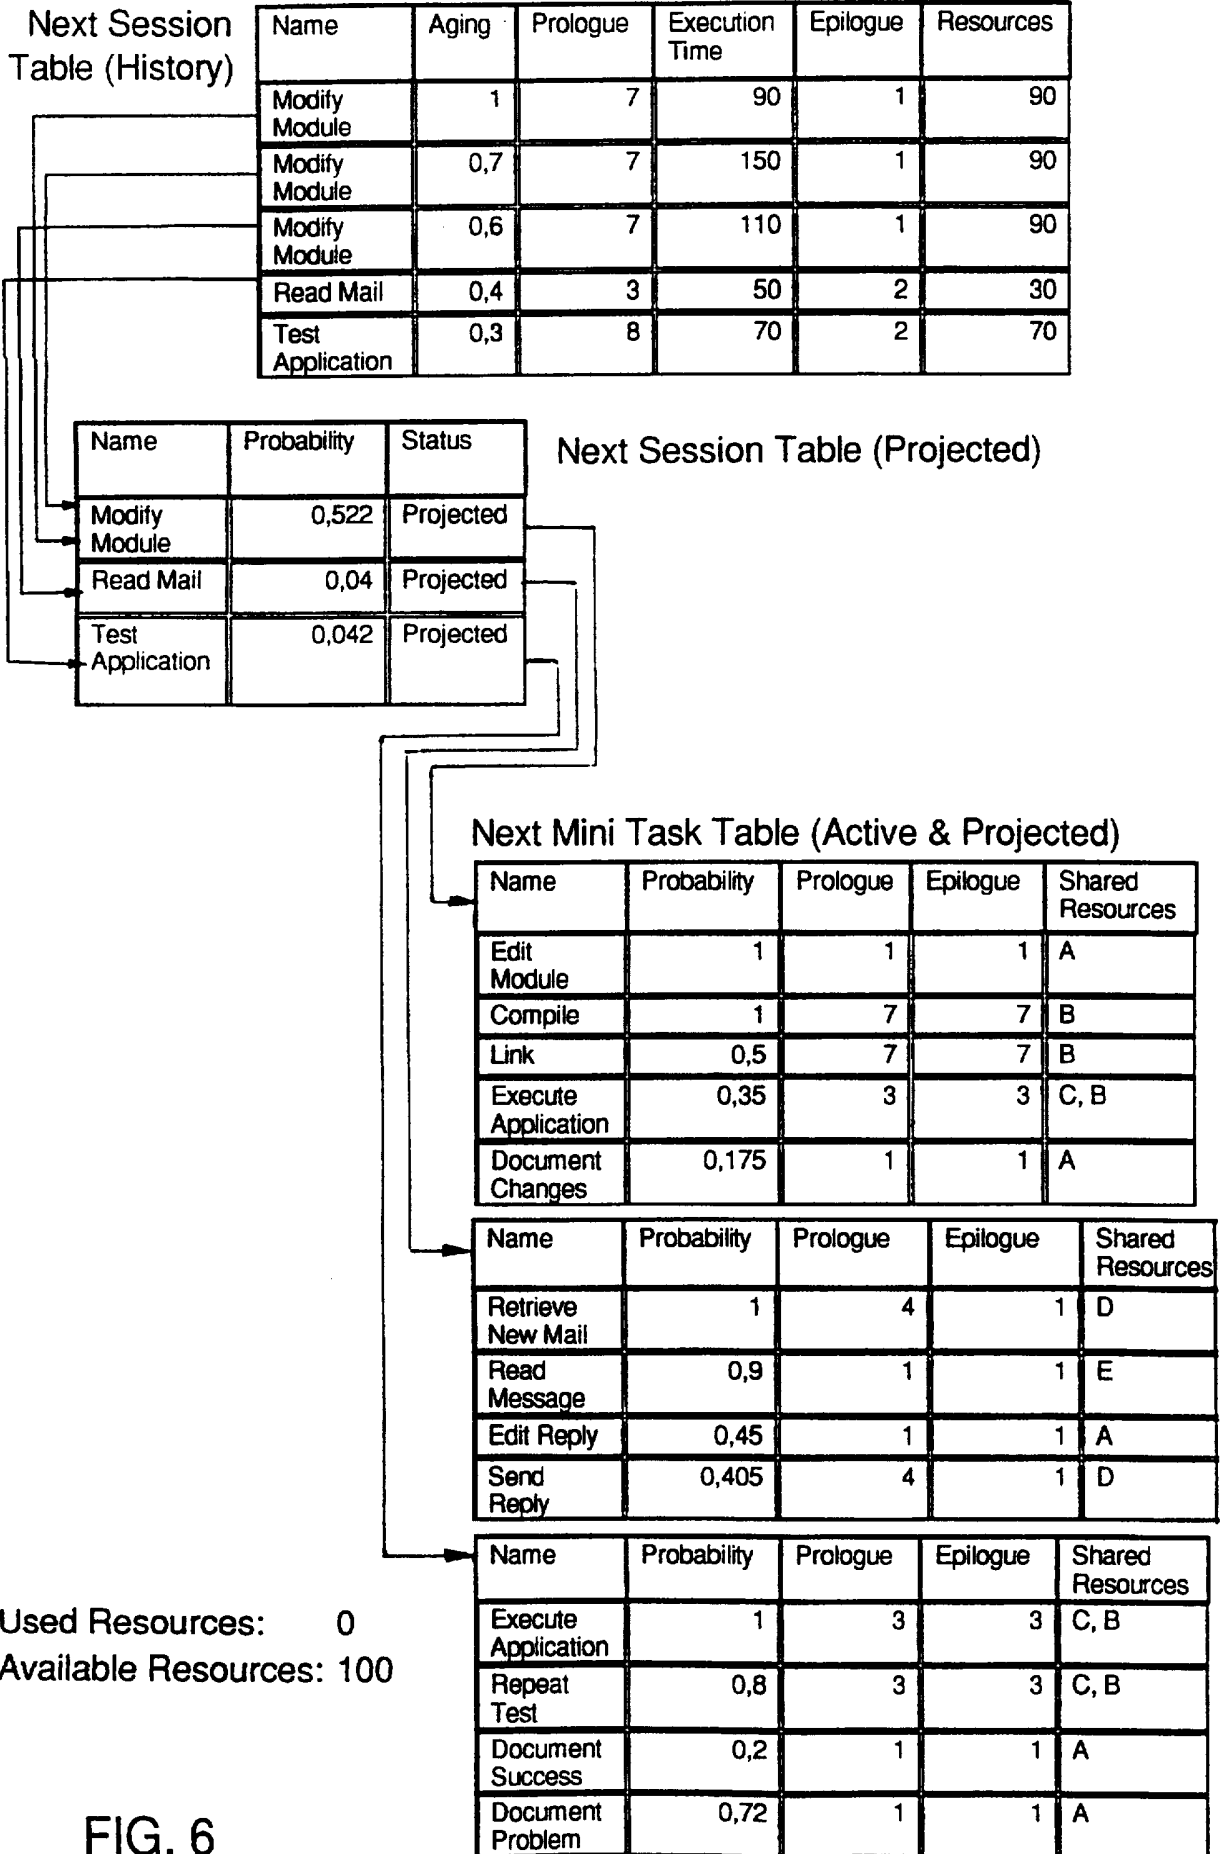 Next Session
Table (History)
Name Aging Prologue Execution Time Epilogue Resources
Modify Module 1 7 90 1 90
Modify Module 0,7 7 150 1 90
Modify Module 0,6 7 110 1 90
Read Mail 0,4 3 50 2 30
Test Application 0,3 8 70 2 70
Next Session Table (Projected)
Name Probability Status
Modify Module 0,522 Projected
Read Mail 0,04 Projected
Test Application 0,042 Projected
Next Mini Task Table (Active & Projected)
Name Probability Prologue Epilogue Shared Resources
Edit Module 1 1 1 A
Compile 1 7 7 B
Link 0,5 7 7 B
Execute Application 0,35 3 3 C, B
Document Changes 0,175 1 1 A
Name Probability Prologue Epilogue Shared Resources
Retrieve New Mail 1 4 1 D
Read Message 0,9 1 1 E
Edit Reply 0,45 1 1 A
Send Reply 0,405 4 1 D
Name Probability Prologue Epilogue Shared Resources
Execute Application 1 3 3 C, B
Repeat Test 0,8 3 3 C, B
Document Success 0,2 1 1 A
Document Problem 0,72 1 1 A
Used Resources: 0
Available Resources: 100
FIG. 6